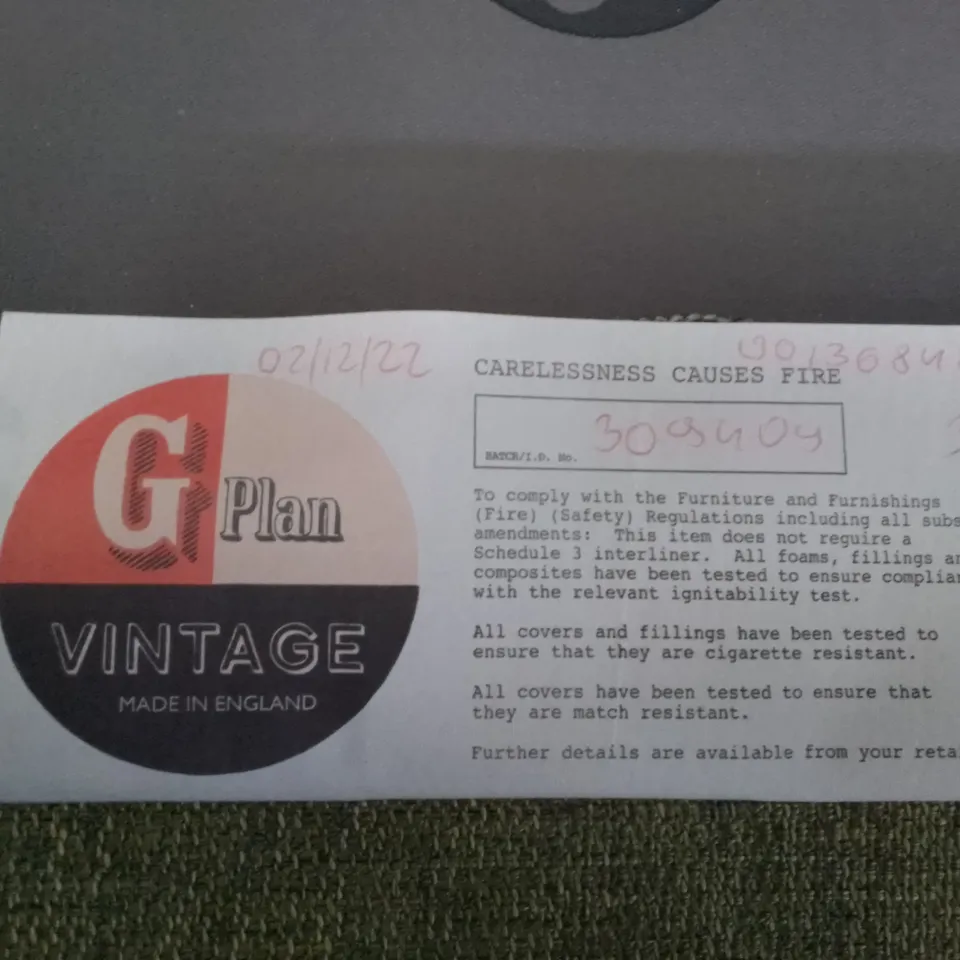 02/12/22
G Plan
VINTAGE
MADE IN ENGLAND
CARELESSNESS CAUSES FIRE
BATCH/I.D. No. 309404
To comply with the Furniture and Furnishings
(Fire) (Safety) Regulations including all subs
amendments: This item does not require a
Schedule 3 interliner. All foams, fillings an
composites have been tested to ensure complian
with the relevant ignitability test.
All covers and fillings have been tested to
ensure that they are cigarette resistant.
All covers have been tested to ensure that
they are match resistant.
Further details are available from your reta